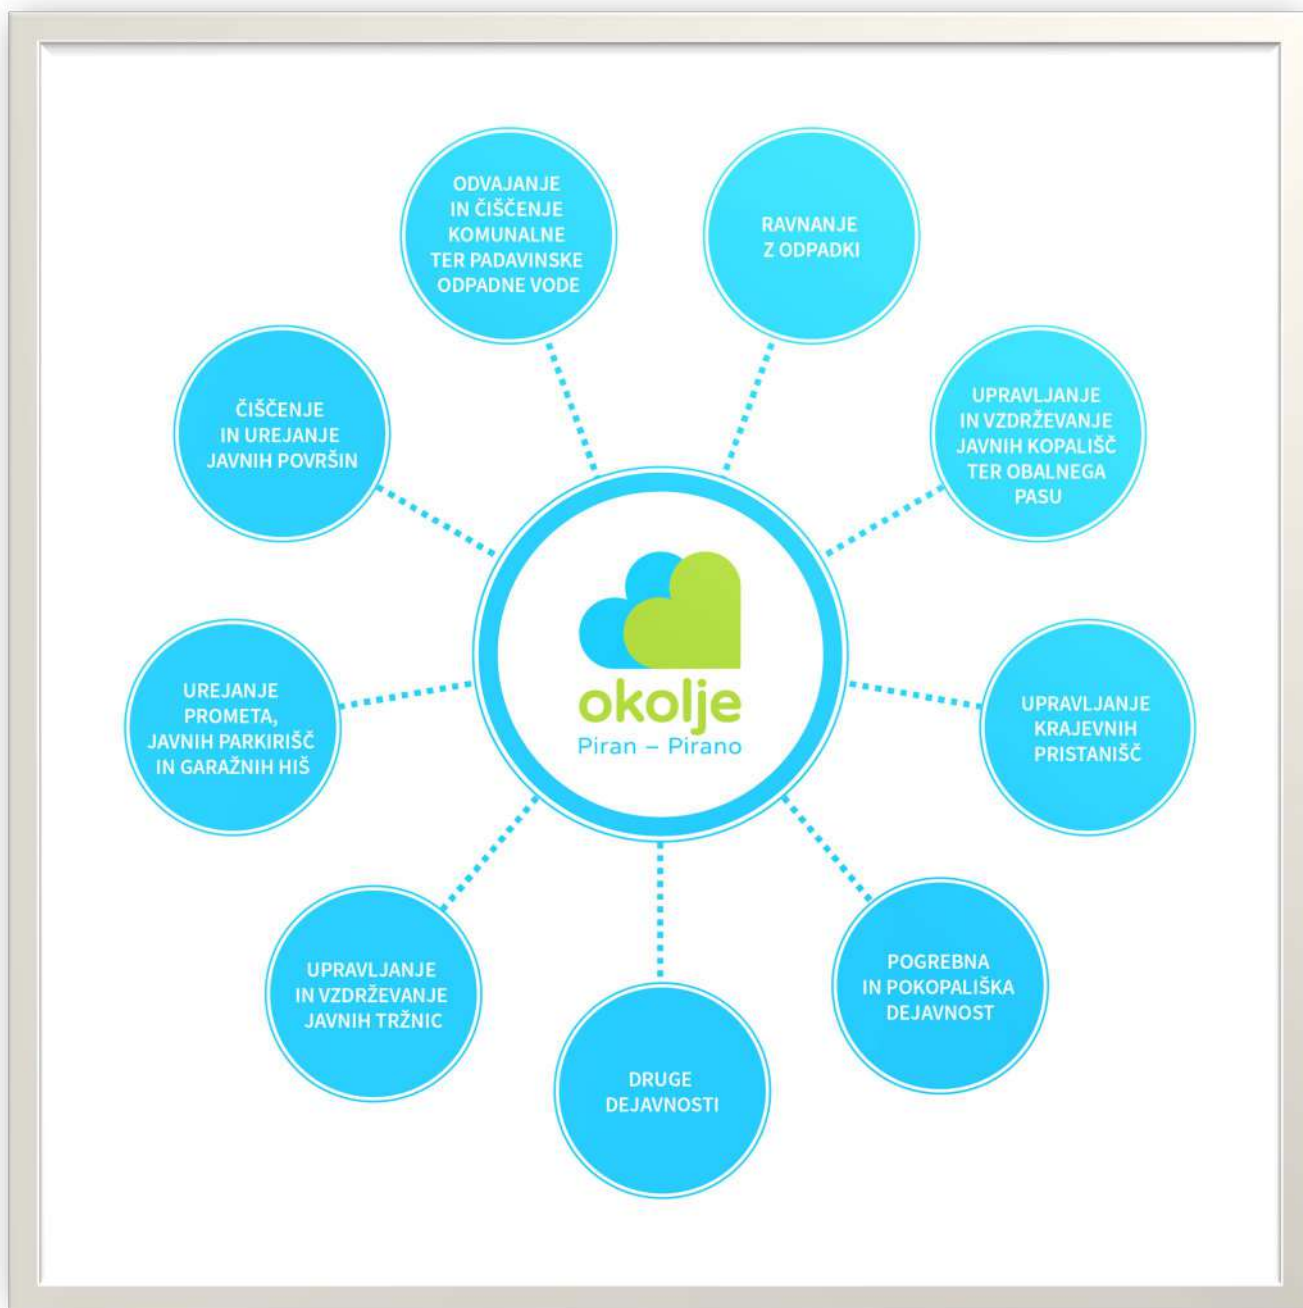 ODVAJANJE
IN ČIŠČENJE
KOMUNALNE
TER PADAVINSKE
ODPADNE VODE
RAVNANJE
Z ODPADKI
UPRAVLJANJE
IN VZDRŽEVANJE
JAVNIH KOPALIŠČ
TER OBALNEGA
PASU
ČIŠČENJE
IN UREJANJE
JAVNIH POVRŠIN
okolje
Piran – Pirano
UREJANJE
PROMETA,
JAVNIH PARKIRIŠČ
IN GARAŽNIH HIŠ
UPRAVLJANJE
KRAJEVNIH
PRISTANIŠČ
UPRAVLJANJE
IN VZDRŽEVANJE
JAVNIH TRŽNIC
POGREBNA
IN POKOPALIŠKA
DEJAVNOST
DRUGE
DEJAVNOSTI